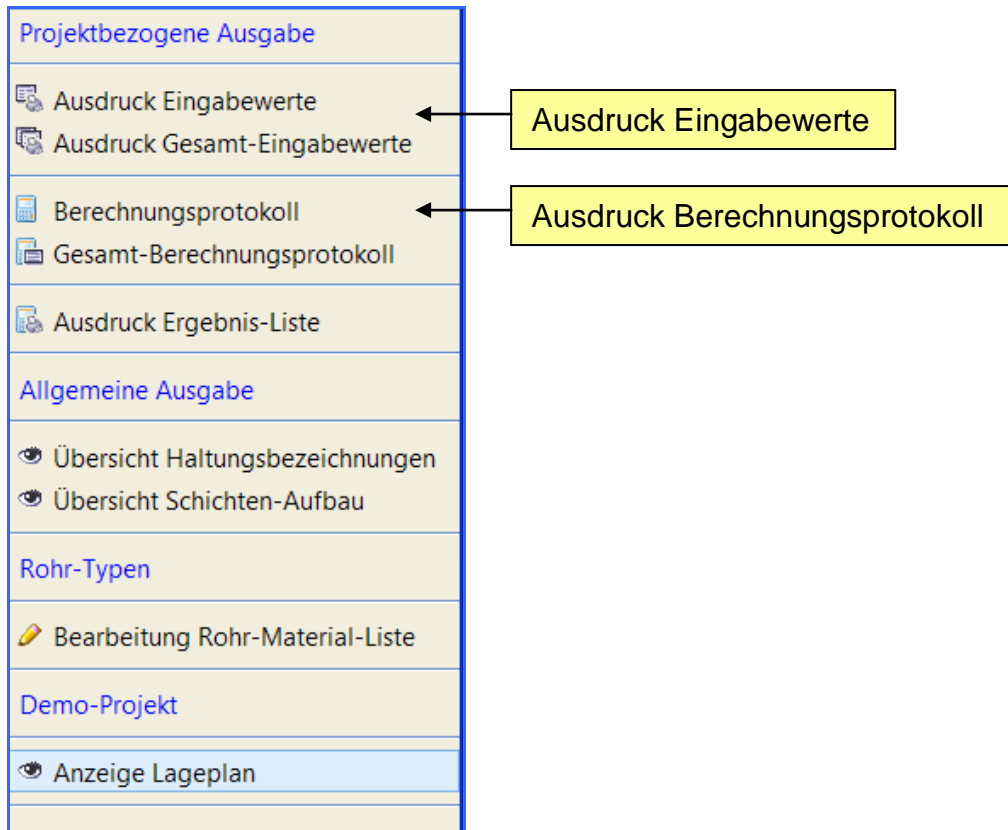 Projektbezogene Ausgabe
Ausdruck Eingabewerte
Ausdruck Gesamt-Eingabewerte
Ausdruck Eingabewerte
Berechnungsprotokoll
Gesamt-Berechnungsprotokoll
Ausdruck Berechnungsprotokoll
Ausdruck Ergebnis-Liste
Allgemeine Ausgabe
Übersicht Haltungsbezeichnungen
Übersicht Schichten-Aufbau
Rohr-Typen
Bearbeitung Rohr-Material-Liste
Demo-Projekt
Anzeige Lageplan